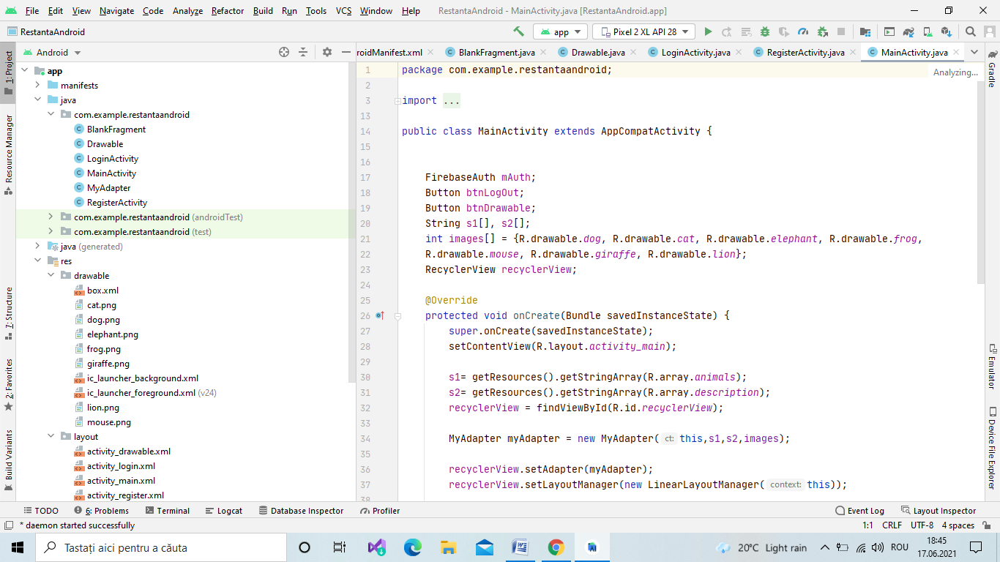 File Edit View Navigate Code Analyze Refactor Build Run Tools VCS Window Help RestantaAndroid - MainActivity.java [RestantaAndroid.app]
RestantaAndroid app Pixel 2 XL API 28
Android
roidManifest.xml BlankFragment.java Drawable.java LoginActivity.java RegisterActivity.java MainActivity.java
1: Project
Resource Manager
7: Structure
2: Favorites
Build Variants
app
manifests
java
com.example.restantaandroid
BlankFragment
Drawable
LoginActivity
MainActivity
MyAdapter
RegisterActivity
com.example.restantaandroid (androidTest)
com.example.restantaandroid (test)
java (generated)
res
drawable
box.xml
cat.png
dog.png
elephant.png
frog.png
giraffe.png
ic_launcher_background.xml
ic_launcher_foreground.xml (v24)
lion.png
mouse.png
layout
activity_drawable.xml
activity_login.xml
activity_main.xml
activity_register.xml
1 package com.example.restantaandroid;
Analyzing...
2
3 import ...
13
14 public class MainActivity extends AppCompatActivity {
15
16
17 FirebaseAuth mAuth;
18 Button btnLogOut;
19 Button btnDrawable;
20 String s1[], s2[];
21 int images[] = {R.drawable.dog, R.drawable.cat, R.drawable.elephant, R.drawable.frog,
22 R.drawable.mouse, R.drawable.giraffe, R.drawable.lion};
23 RecyclerView recyclerView;
24
25 @Override
26 protected void onCreate(Bundle savedInstanceState) {
27 super.onCreate(savedInstanceState);
28 setContentView(R.layout.activity_main);
29
30 s1= getResources().getStringArray(R.array.animals);
31 s2= getResources().getStringArray(R.array.description);
32 recyclerView = findViewById(R.id.recyclerView);
33
34 MyAdapter myAdapter = new MyAdapter( ct: this,s1,s2,images);
35
36 recyclerView.setAdapter(myAdapter);
37 recyclerView.setLayoutManager(new LinearLayoutManager( context: this));
38
Gradle
Emulator
Device File Explorer
TODO 6: Problems Terminal Logcat Database Inspector Profiler Event Log Layout Inspector
* daemon started successfully 1:1 CRLF UTF-8 4 spaces
Tastați aici pentru a căuta
20°C Light rain ROU
18:45
17.06.2021